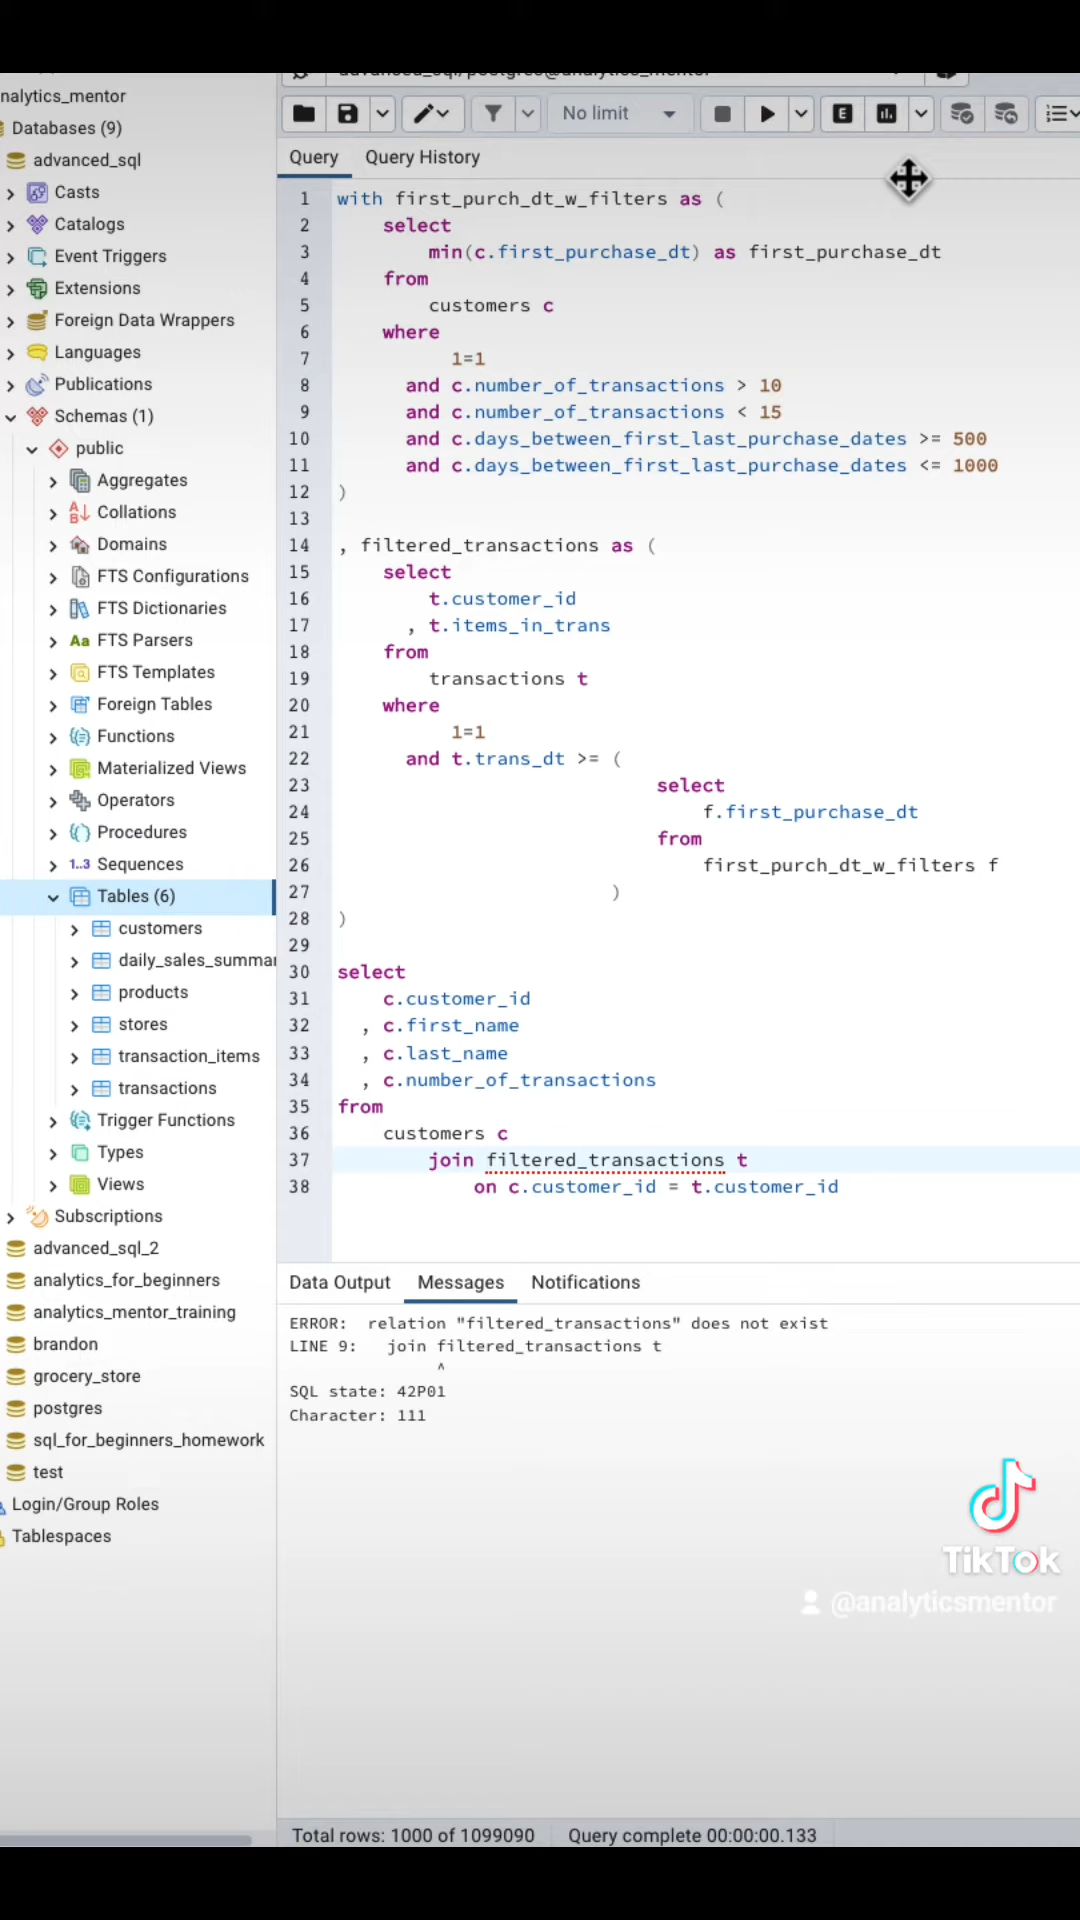 nalytics_mentor
Databases (9)
advanced_sql
Casts
Catalogs
Event Triggers
Extensions
Foreign Data Wrappers
Languages
Publications
Schemas (1)
public
Aggregates
Collations
Domains
FTS Configurations
FTS Dictionaries
Aa FTS Parsers
FTS Templates
Foreign Tables
Functions
Materialized Views
Operators
Procedures
1..3 Sequences
Tables (6)
customers
daily_sales_summar
products
stores
transaction_items
transactions
Trigger Functions
Types
Views
Subscriptions
advanced_sql_2
analytics_for_beginners
analytics_mentor_training
brandon
grocery_store
postgres
sql_for_beginners_homework
test
Login/Group Roles
Tablespaces
advanced_sql/postgres@analytics_mentor
No limit
E
Query Query History
1 with first_purch_dt_w_filters as (
2 select
3 min(c.first_purchase_dt) as first_purchase_dt
4 from
5 customers c
6 where
7 1=1
8 and c.number_of_transactions > 10
9 and c.number_of_transactions < 15
10 and c.days_between_first_last_purchase_dates >= 500
11 and c.days_between_first_last_purchase_dates <= 1000
12 )
13
14 , filtered_transactions as (
15 select
16 t.customer_id
17 , t.items_in_trans
18 from
19 transactions t
20 where
21 1=1
22 and t.trans_dt >= (
23 select
24 f.first_purchase_dt
25 from
26 first_purch_dt_w_filters f
27 )
28 )
29
30 select
31 c.customer_id
32 , c.first_name
33 , c.last_name
34 , c.number_of_transactions
35 from
36 customers c
37 join filtered_transactions t
38 on c.customer_id = t.customer_id
Data Output Messages Notifications
ERROR: relation "filtered_transactions" does not exist
LINE 9: join filtered_transactions t
^
SQL state: 42P01
Character: 111
TikTok
@analyticsmentor
Total rows: 1000 of 1099090 Query complete 00:00:00.133